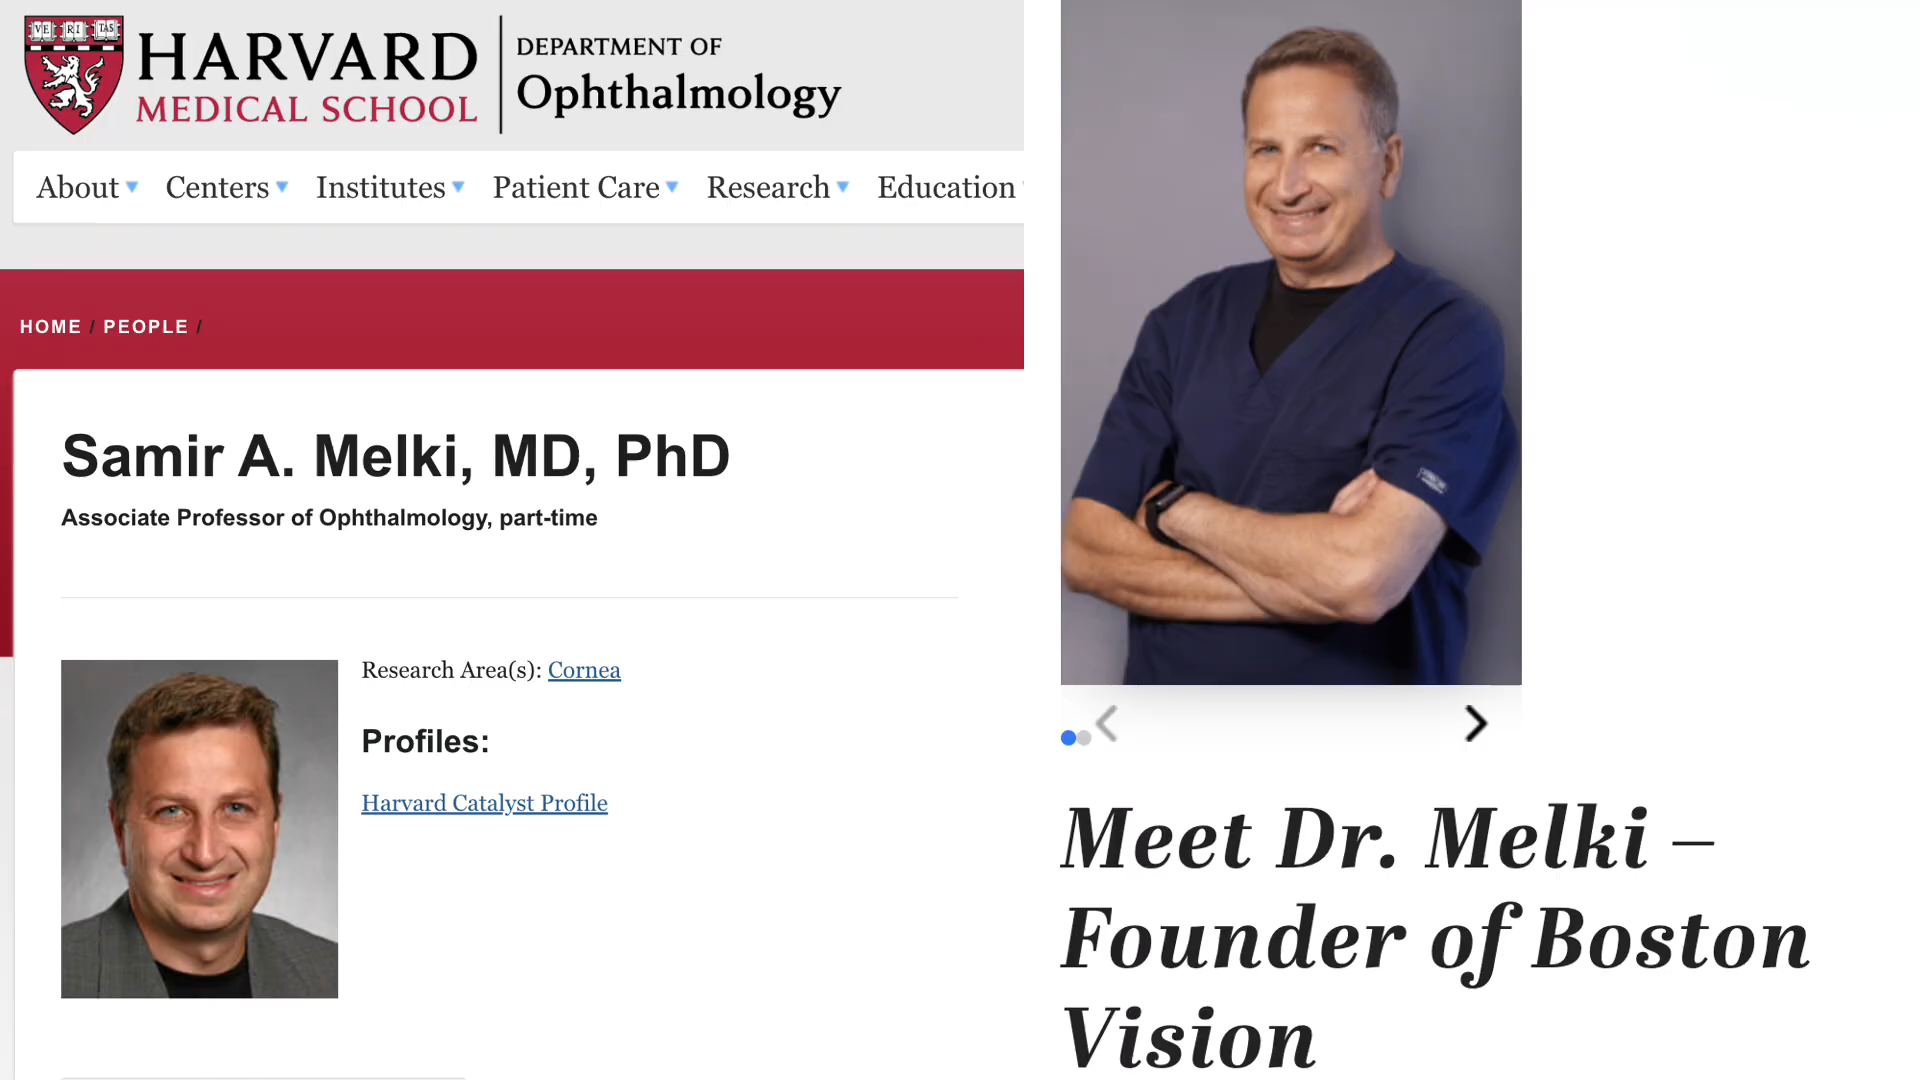 VE RI TAS
HARVARD
MEDICAL SCHOOL
DEPARTMENT OF
Ophthalmology
About Centers Institutes Patient Care Research Education
HOME / PEOPLE /
Samir A. Melki, MD, PhD
Associate Professor of Ophthalmology, part-time
Research Area(s): Cornea
Profiles:
Harvard Catalyst Profile
Meet Dr. Melki –
Founder of Boston
Vision